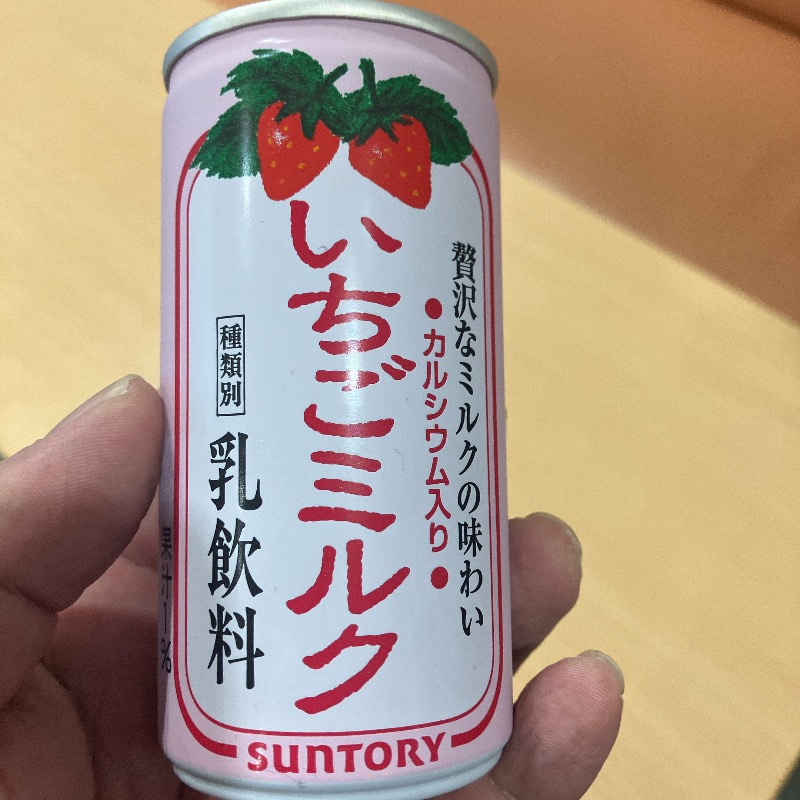 贅沢なミルクの味わい
●カルシウム入り●
いちごミルク
種類別
乳飲料
果汁1%
SUNTORY